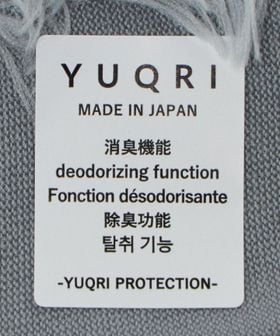 YUQRI
MADE IN JAPAN
消臭機能
deodorizing function
Fonction désodorisante
除臭功能
탈취 기능
-YUQRI PROTECTION-